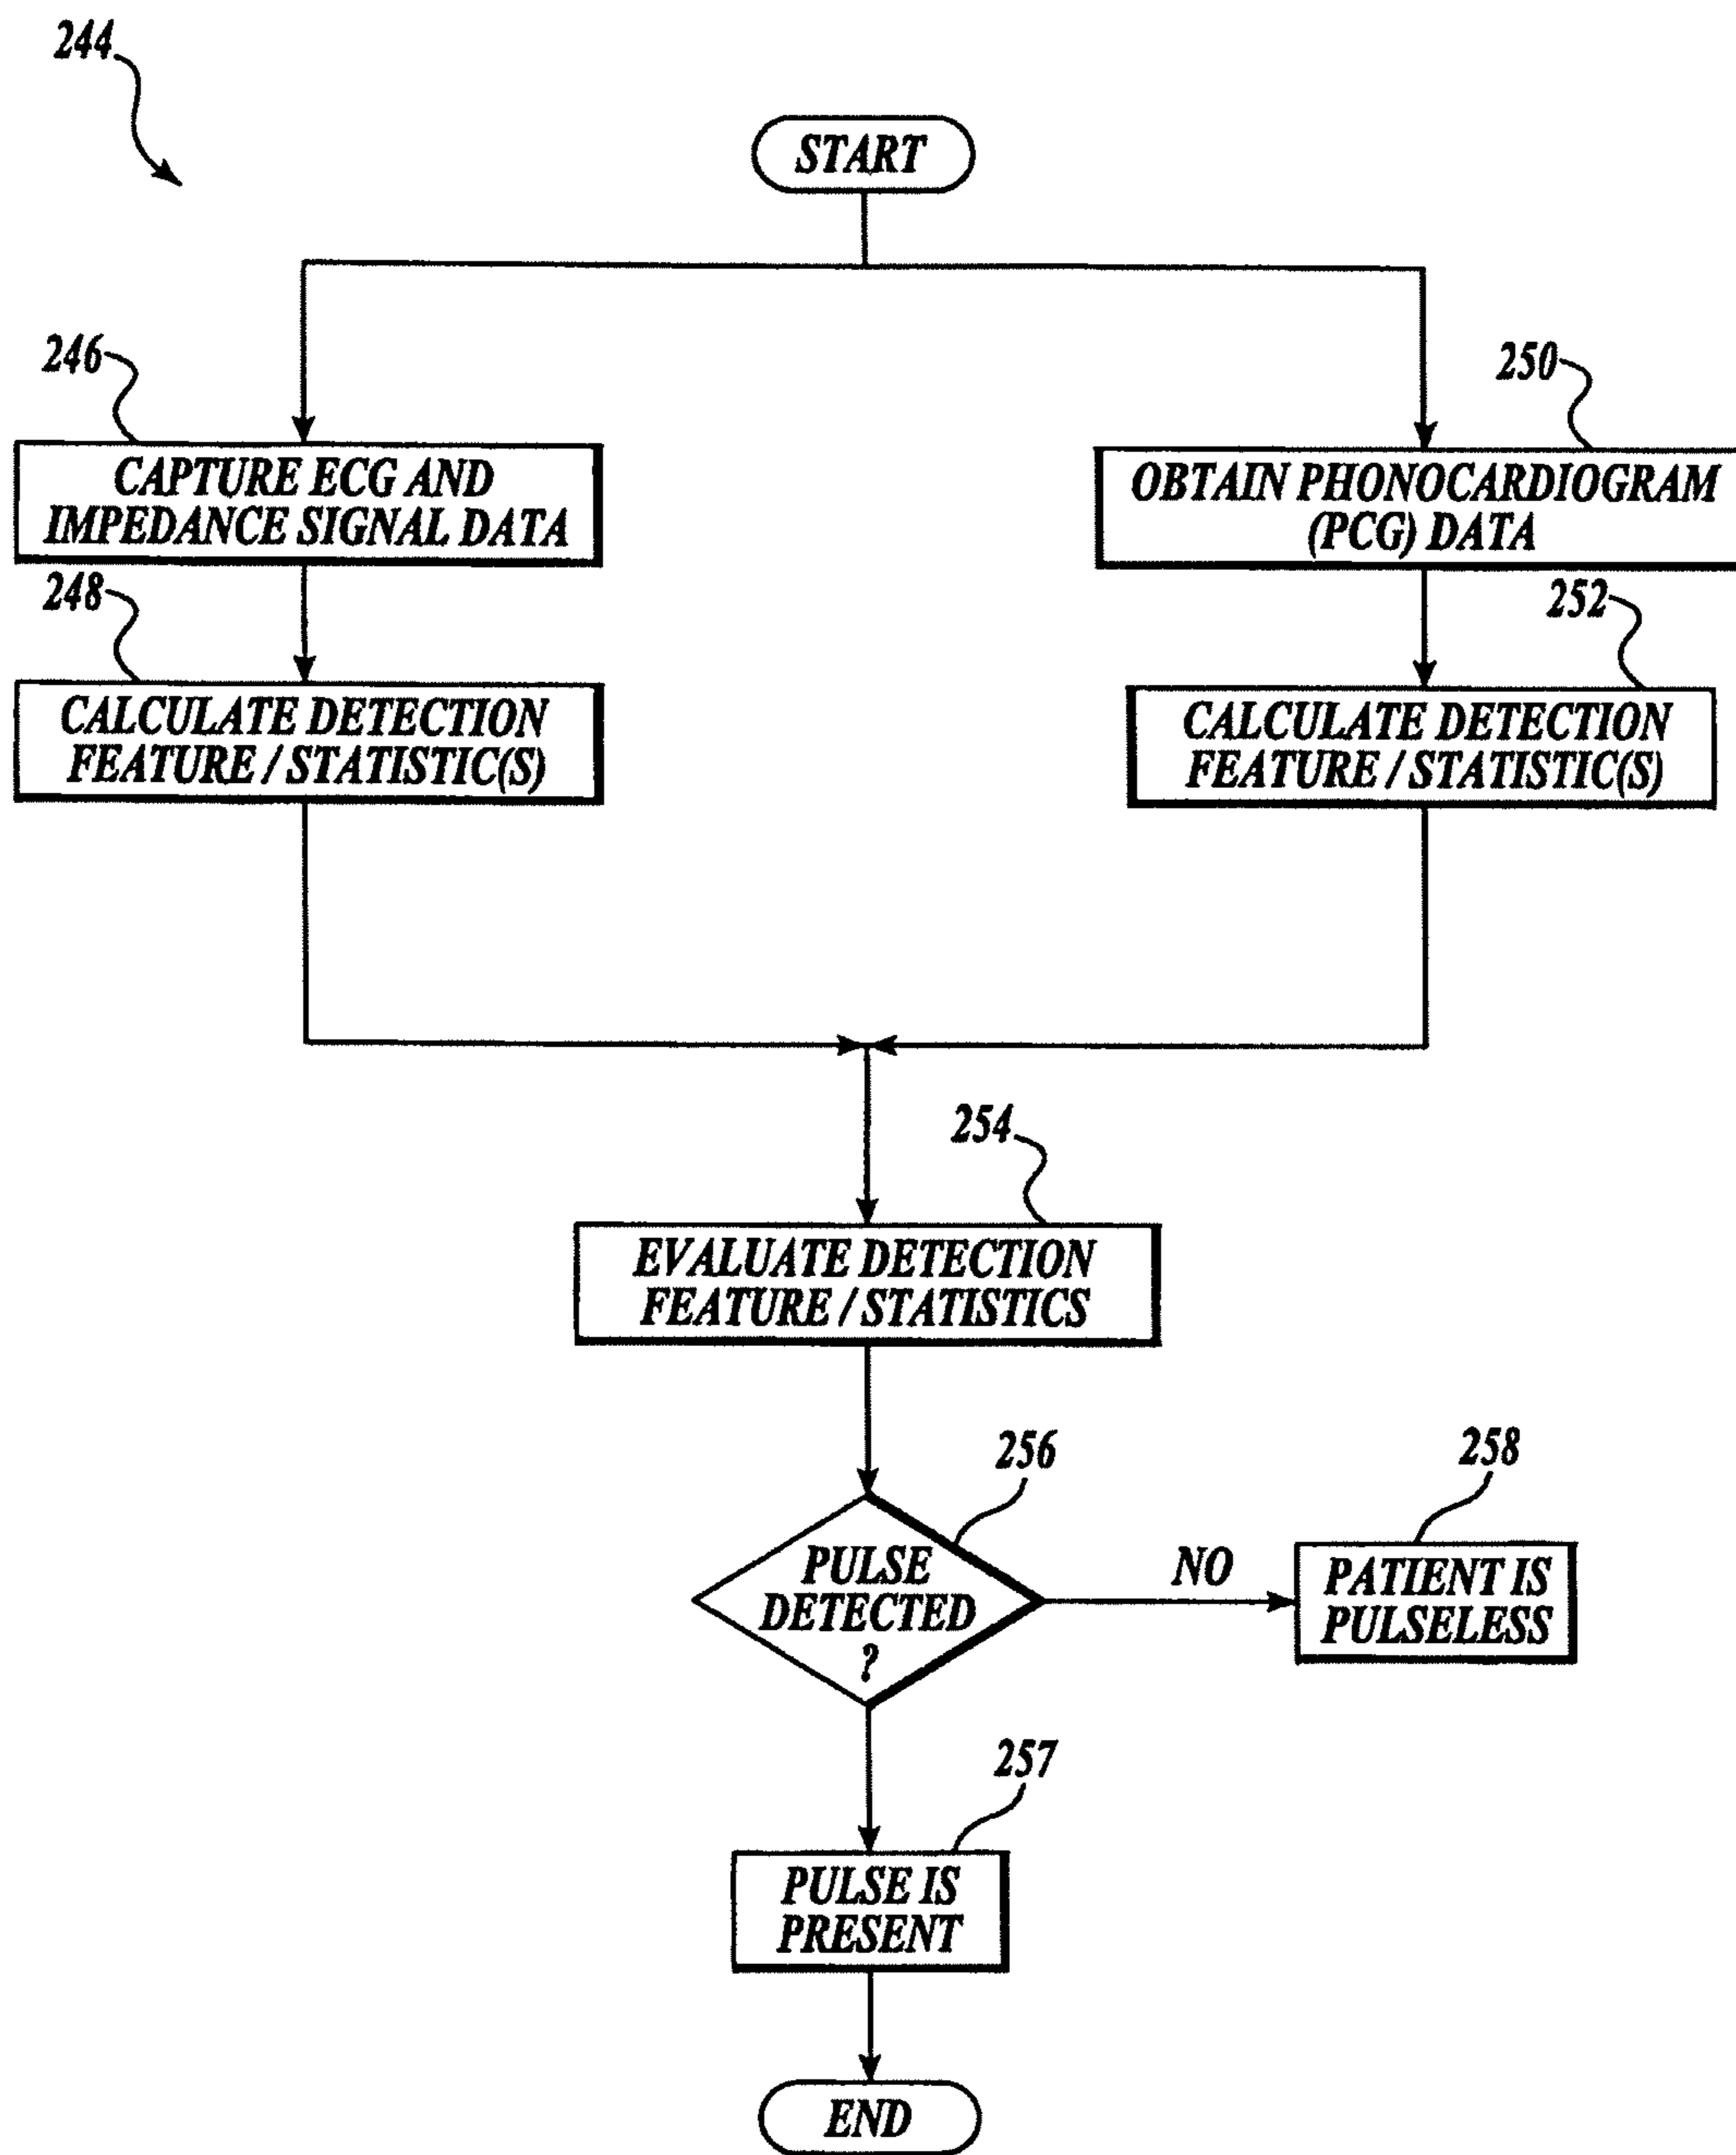 244
START
246
CAPTURE ECG AND
IMPEDANCE SIGNAL DATA
250
OBTAIN PHONOCARDIOGRAM
(PCG) DATA
248
CALCULATE DETECTION
FEATURE / STATISTIC(S)
252
CALCULATE DETECTION
FEATURE / STATISTIC(S)
254
EVALUATE DETECTION
FEATURE / STATISTICS
256
PULSE
DETECTED
?
NO
258
PATIENT IS
PULSELESS
257
PULSE IS
PRESENT
END